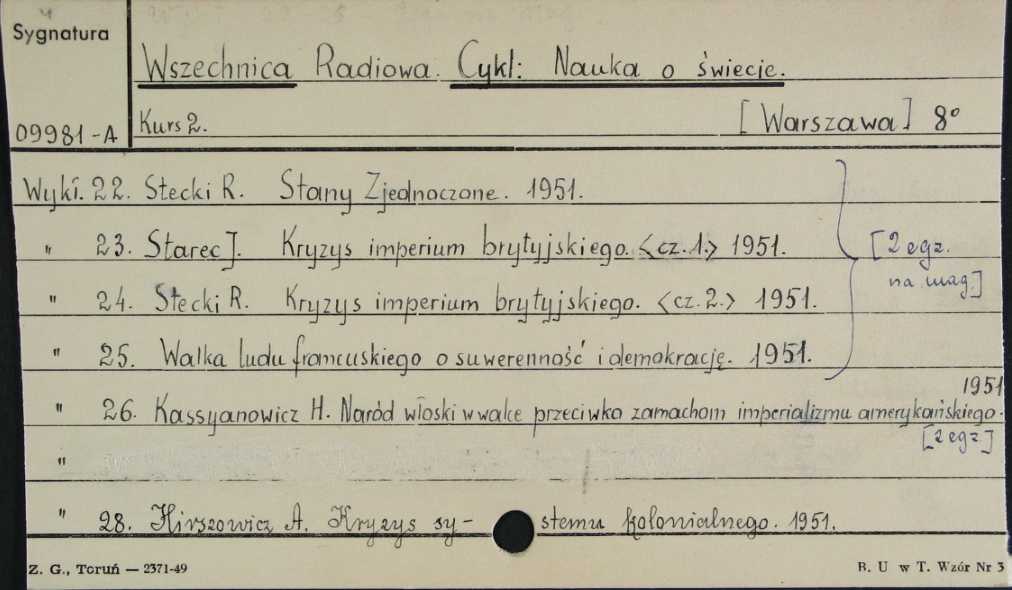 Sygnatura
Wszechnica Radiowa. Cykl: Nauka o świecie.
09981-A Kurs 2. [Warszawa] 8°
Wykł. 22. Stecki R. Stany Zjednoczone. 1951.
" 23. Starec J. Kryzys imperium brytyjskiego. <cz. 1.> 1951. [2 egz.
na mag.]
" 24. Stecki R. Kryzys imperium brytyjskiego. <cz. 2.> 1951.
" 25. Walka ludu francuskiego o suwerenność i demokrację. 1951.
1951
" 26. Kassyanowicz H. Naród włoski w walce przeciwko zamachom imperializmu amerykańskiego.
[2 egz.]
"
" 28. Hirszowicz A. Kryzys sy- stemu kolonialnego. 1951.
Z. G., Toruń — 2371-49 B. U w T. Wzór Nr 3